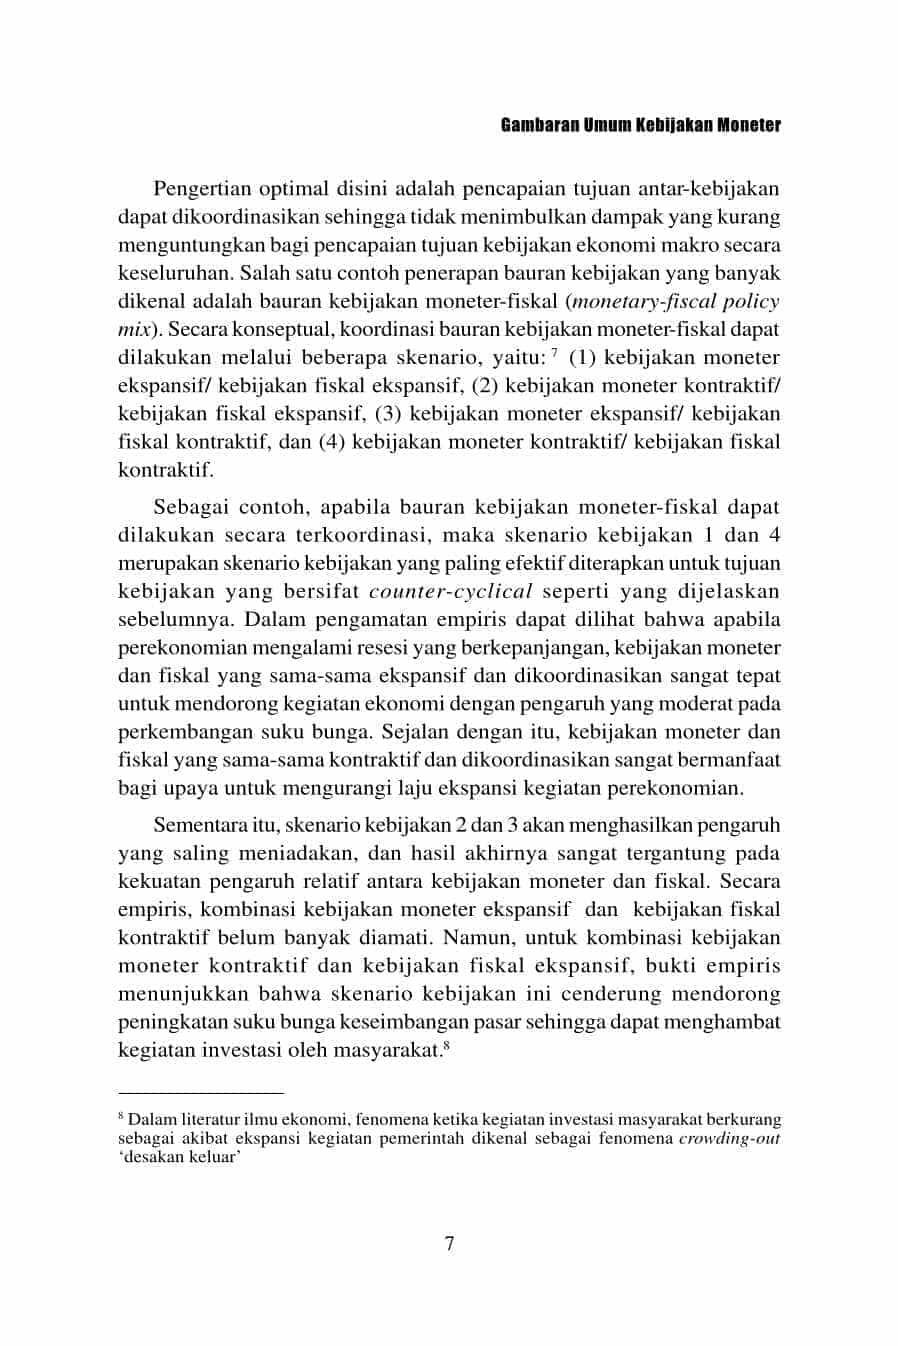 Gambaran Umum Kebijakan Moneter
Pengertian optimal disini adalah pencapaian tujuan antar-kebijakan
dapat dikoordinasikan sehingga tidak menimbulkan dampak yang kurang
menguntungkan bagi pencapaian tujuan kebijakan ekonomi makro secara
keseluruhan. Salah satu contoh penerapan bauran kebijakan yang banyak
dikenal adalah bauran kebijakan moneter-fiskal (monetary-fiscal policy
mix). Secara konseptual, koordinasi bauran kebijakan moneter-fiskal dapat
dilakukan melalui beberapa skenario, yaitu: 7 (1) kebijakan moneter
ekspansif/ kebijakan fiskal ekspansif, (2) kebijakan moneter kontraktif/
kebijakan fiskal ekspansif, (3) kebijakan moneter ekspansif/ kebijakan
fiskal kontraktif, dan (4) kebijakan moneter kontraktif/ kebijakan fiskal
kontraktif.
Sebagai contoh, apabila bauran kebijakan moneter-fiskal dapat
dilakukan secara terkoordinasi, maka skenario kebijakan 1 dan 4
merupakan skenario kebijakan yang paling efektif diterapkan untuk tujuan
kebijakan yang bersifat counter-cyclical seperti yang dijelaskan
sebelumnya. Dalam pengamatan empiris dapat dilihat bahwa apabila
perekonomian mengalami resesi yang berkepanjangan, kebijakan moneter
dan fiskal yang sama-sama ekspansif dan dikoordinasikan sangat tepat
untuk mendorong kegiatan ekonomi dengan pengaruh yang moderat pada
perkembangan suku bunga. Sejalan dengan itu, kebijakan moneter dan
fiskal yang sama-sama kontraktif dan dikoordinasikan sangat bermanfaat
bagi upaya untuk mengurangi laju ekspansi kegiatan perekonomian.
Sementara itu, skenario kebijakan 2 dan 3 akan menghasilkan pengaruh
yang saling meniadakan, dan hasil akhirnya sangat tergantung pada
kekuatan pengaruh relatif antara kebijakan moneter dan fiskal. Secara
empiris, kombinasi kebijakan moneter ekspansif dan kebijakan fiskal
kontraktif belum banyak diamati. Namun, untuk kombinasi kebijakan
moneter kontraktif dan kebijakan fiskal ekspansif, bukti empiris
menunjukkan bahwa skenario kebijakan ini cenderung mendorong
peningkatan suku bunga keseimbangan pasar sehingga dapat menghambat
kegiatan investasi oleh masyarakat.8
8 Dalam literatur ilmu ekonomi, fenomena ketika kegiatan investasi masyarakat berkurang
sebagai akibat ekspansi kegiatan pemerintah dikenal sebagai fenomena crowding-out
‘desakan keluar’
7